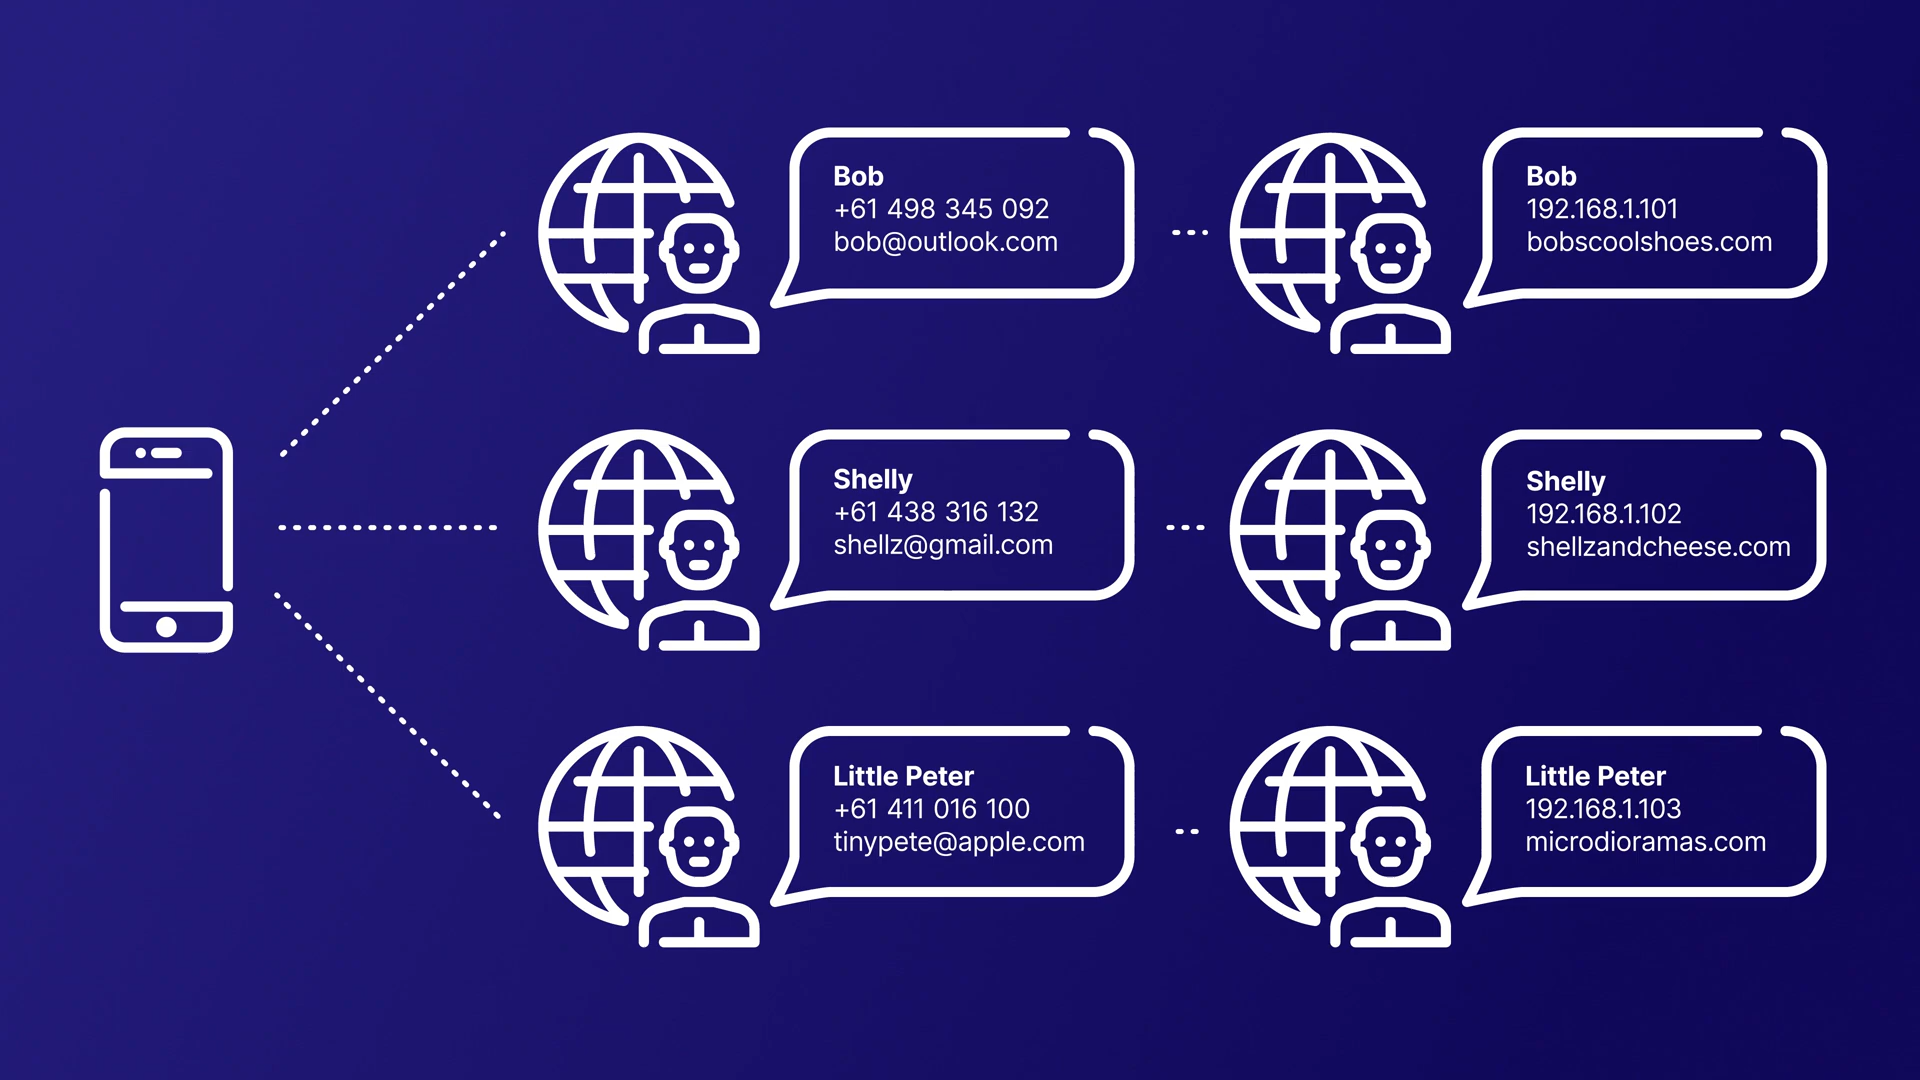 Bob
+61 498 345 092
bob@outlook.com
Bob
192.168.1.101
bobscoolshoes.com
Shelly
+61 438 316 132
shellz@gmail.com
Shelly
192.168.1.102
shellzandcheese.com
Little Peter
+61 411 016 100
tinypete@apple.com
Little Peter
192.168.1.103
microdioramas.com